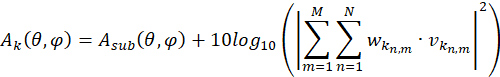 A_k(θ,φ) = A_sub(θ,φ) + 10log_10 ( | ∑_{m=1}^{M} ∑_{n=1}^{N} w_{k_{n,m}} · v_{k_{n,m}} |^2 )